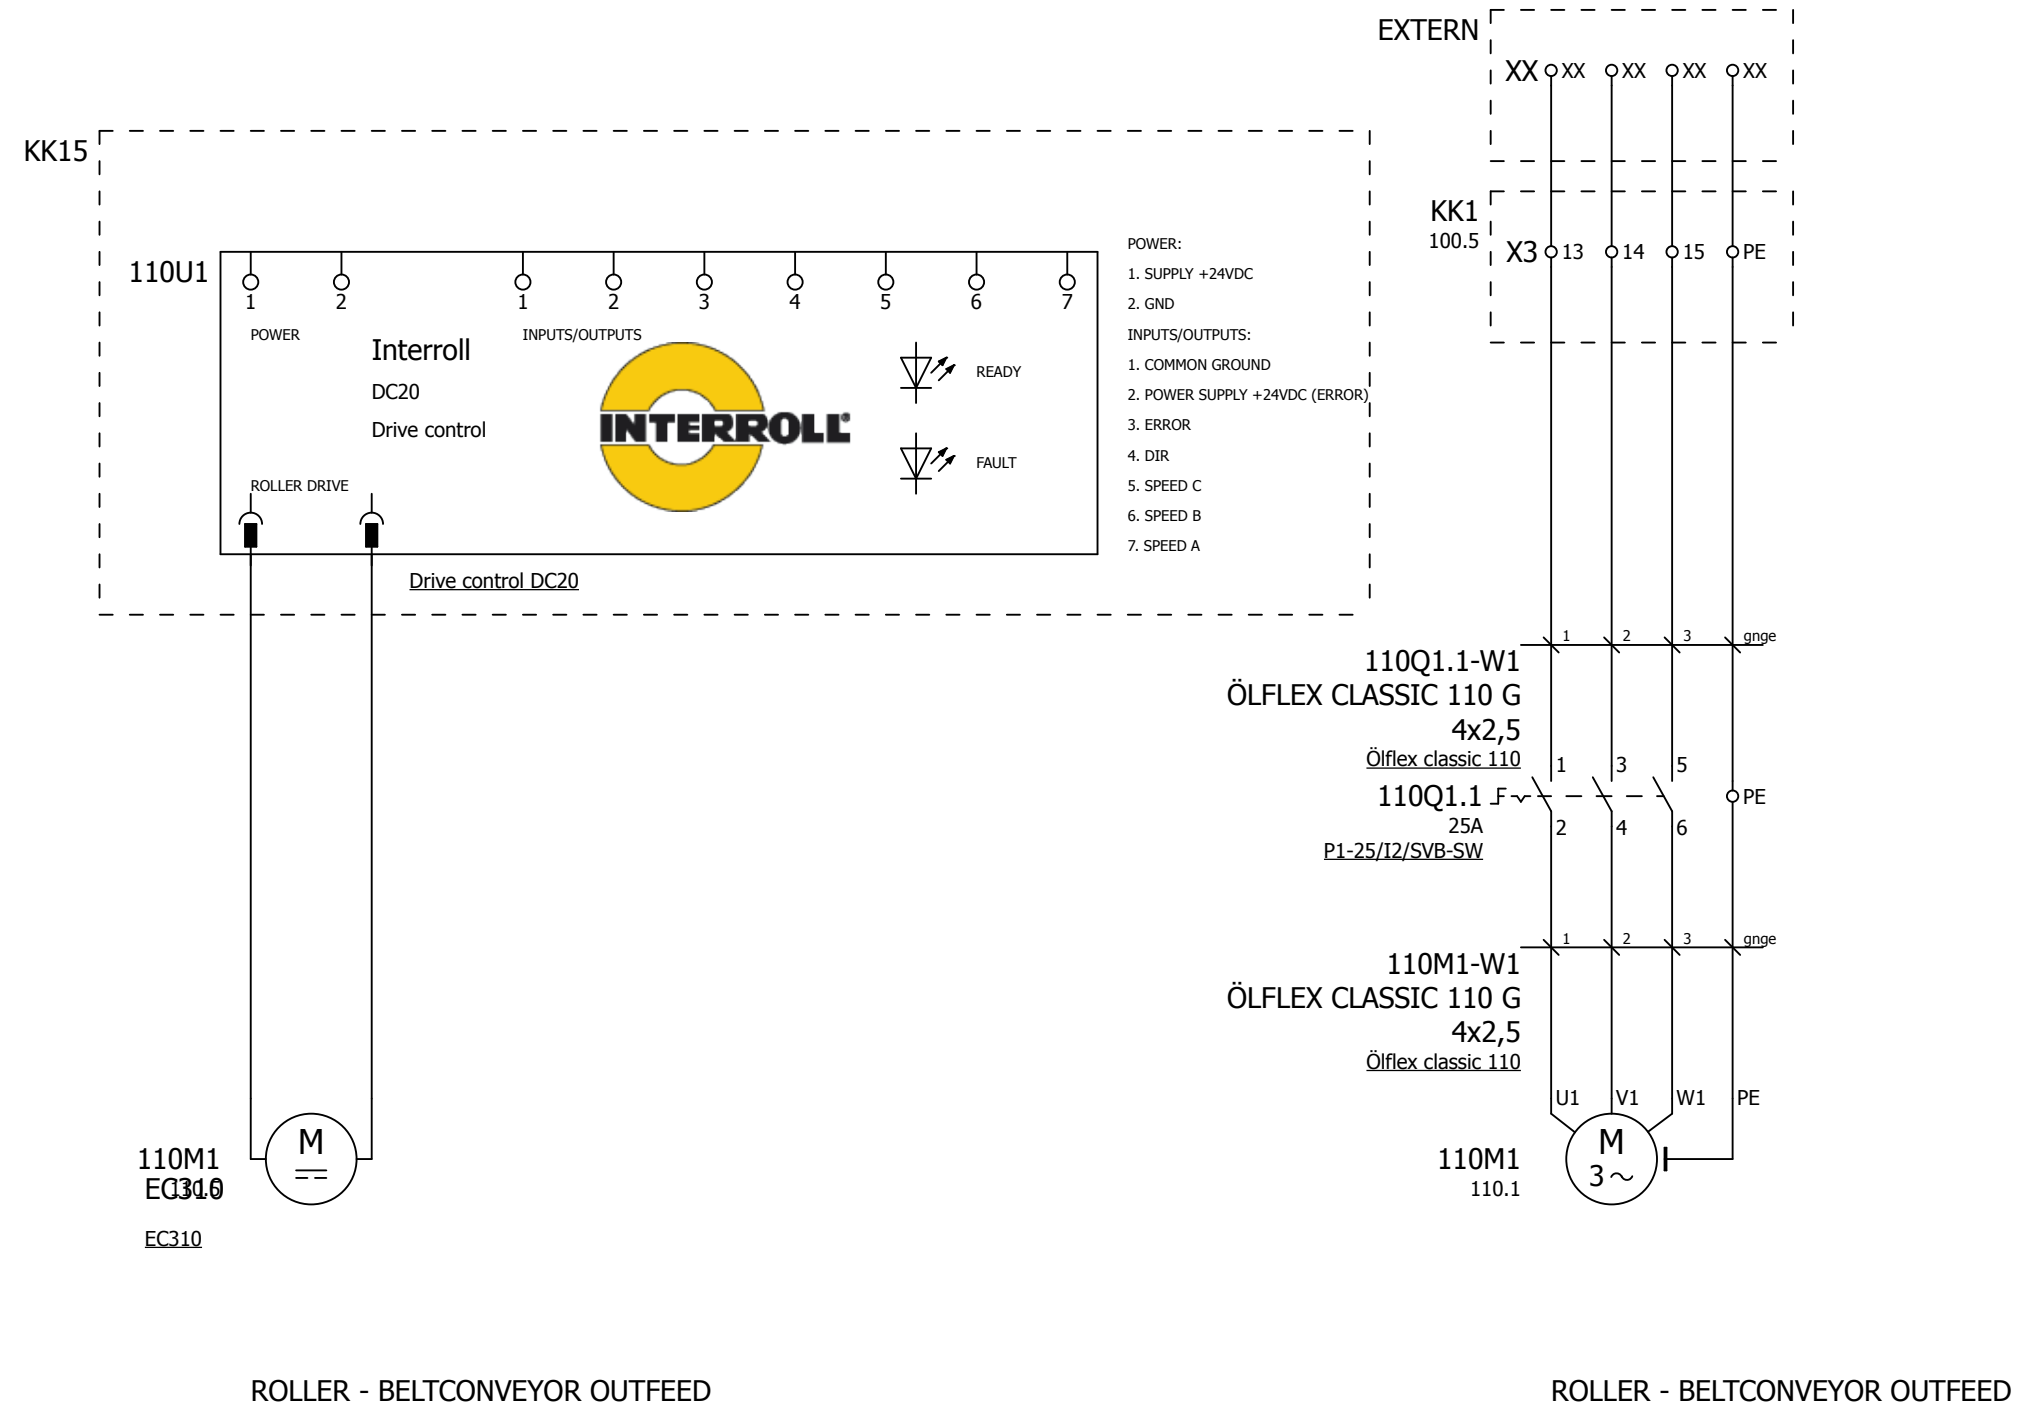 EXTERN
XX XX XX XX XX
KK15
KK1
100.5
X3 13 14 15 PE
110U1
1 2 1 2 3 4 5 6 7
POWER
INPUTS/OUTPUTS
Interroll
DC20
Drive control
INTERROLL®
READY
FAULT
ROLLER DRIVE
Drive control DC20
POWER:
1. SUPPLY +24VDC
2. GND
INPUTS/OUTPUTS:
1. COMMON GROUND
2. POWER SUPPLY +24VDC (ERROR)
3. ERROR
4. DIR
5. SPEED C
6. SPEED B
7. SPEED A
1 2 3 gnge
110Q1.1-W1
ÖLFLEX CLASSIC 110 G
4x2,5
Ölflex classic 110
1 3 5
110Q1.1
PE
25A
2 4 6
P1-25/I2/SVB-SW
1 2 3 gnge
110M1-W1
ÖLFLEX CLASSIC 110 G
4x2,5
Ölflex classic 110
U1 V1 W1 PE
110M1
EC310
EC310
M
110M1
110.1
M
3~
ROLLER - BELTCONVEYOR OUTFEED
ROLLER - BELTCONVEYOR OUTFEED